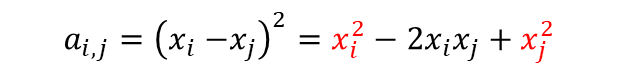 a_{i,j} = (x_i − x_j)^2 = x_i^2 − 2x_i x_j + x_j^2